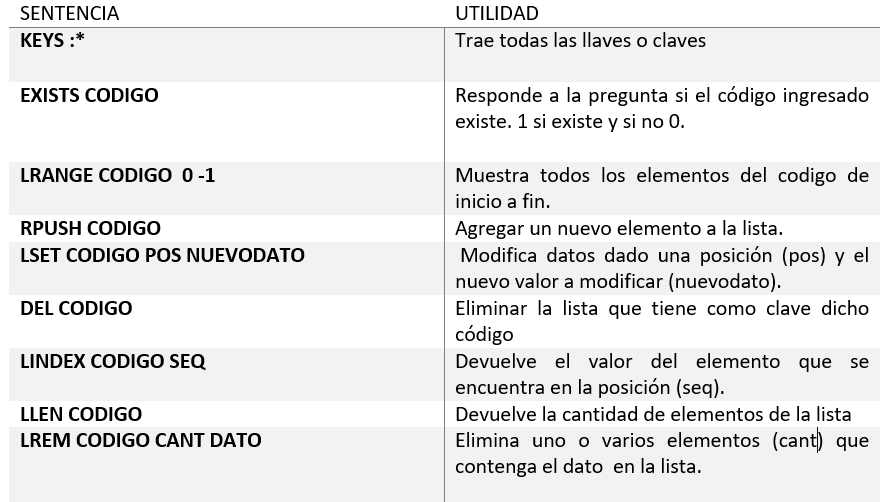 SENTENCIA UTILIDAD
KEYS :* Trae todas las llaves o claves
EXISTS CODIGO Responde a la pregunta si el código ingresado
existe. 1 si existe y si no 0.
LRANGE CODIGO  0 -1 Muestra todos los elementos del codigo de
inicio a fin.
RPUSH CODIGO Agregar un nuevo elemento a la lista.
LSET CODIGO POS NUEVODATO Modifica datos dado una posición (pos) y el
nuevo valor a modificar (nuevodato).
DEL CODIGO Eliminar la lista que tiene como clave dicho
código
LINDEX CODIGO SEQ Devuelve el valor del elemento que se
encuentra en la posición (seq).
LLEN CODIGO Devuelve la cantidad de elementos de la lista
LREM CODIGO CANT DATO Elimina uno o varios elementos (cant) que
contenga el dato  en la lista.